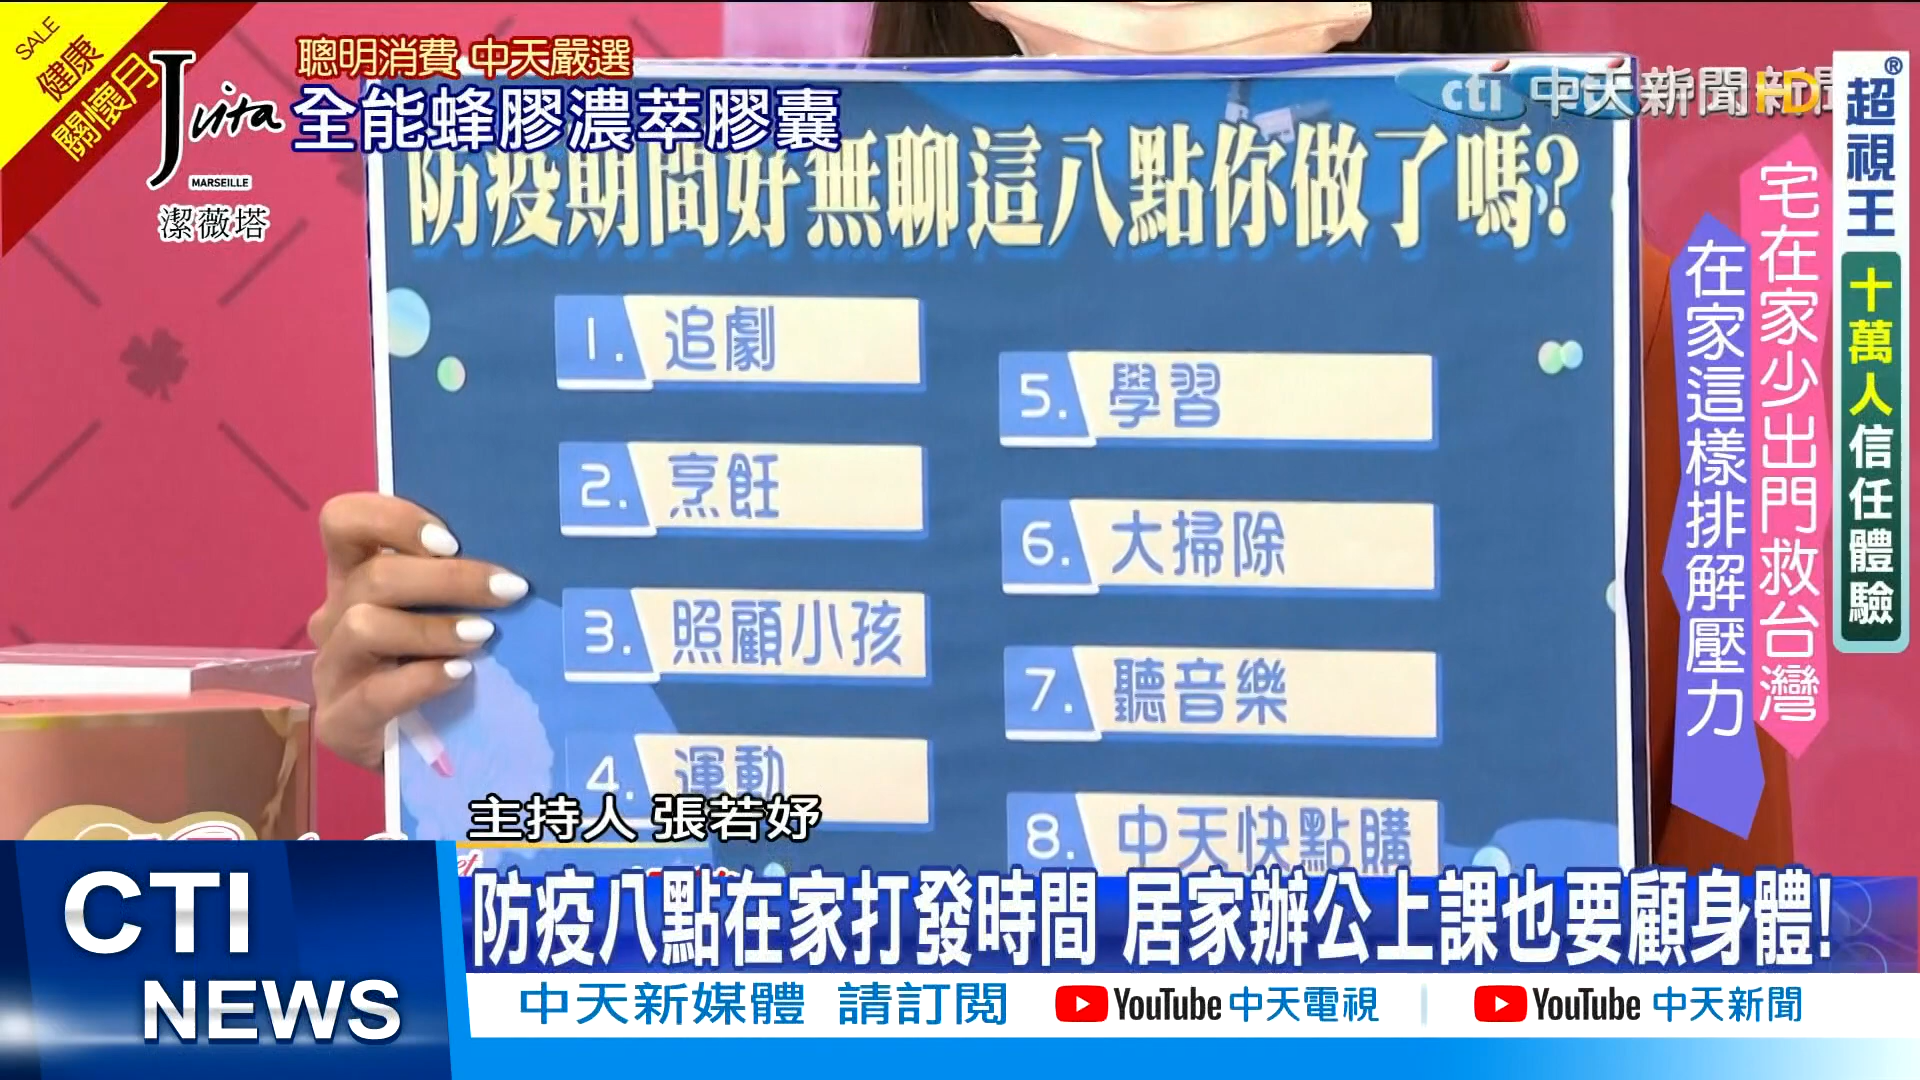 SALE
健康
關懷月
Jvita
MARSEILLE
潔薇塔
聰明消費 中天嚴選
全能蜂膠濃萃膠囊
cti 中天新聞 HD
防疫期間好無聊這八點你做了嗎?
1. 追劇
2. 烹飪
3. 照顧小孩
4. 運動
5. 學習
6. 大掃除
7. 聽音樂
8. 中天快點購
超視王®
十萬人信任體驗
宅在家少出門救台灣
在家這樣排解壓力
主持人 張若妤
防疫八點在家打發時間 居家辦公上課也要顧身體!
CTI
NEWS
中天新媒體 請訂閱 YouTube 中天電視 | YouTube 中天新聞